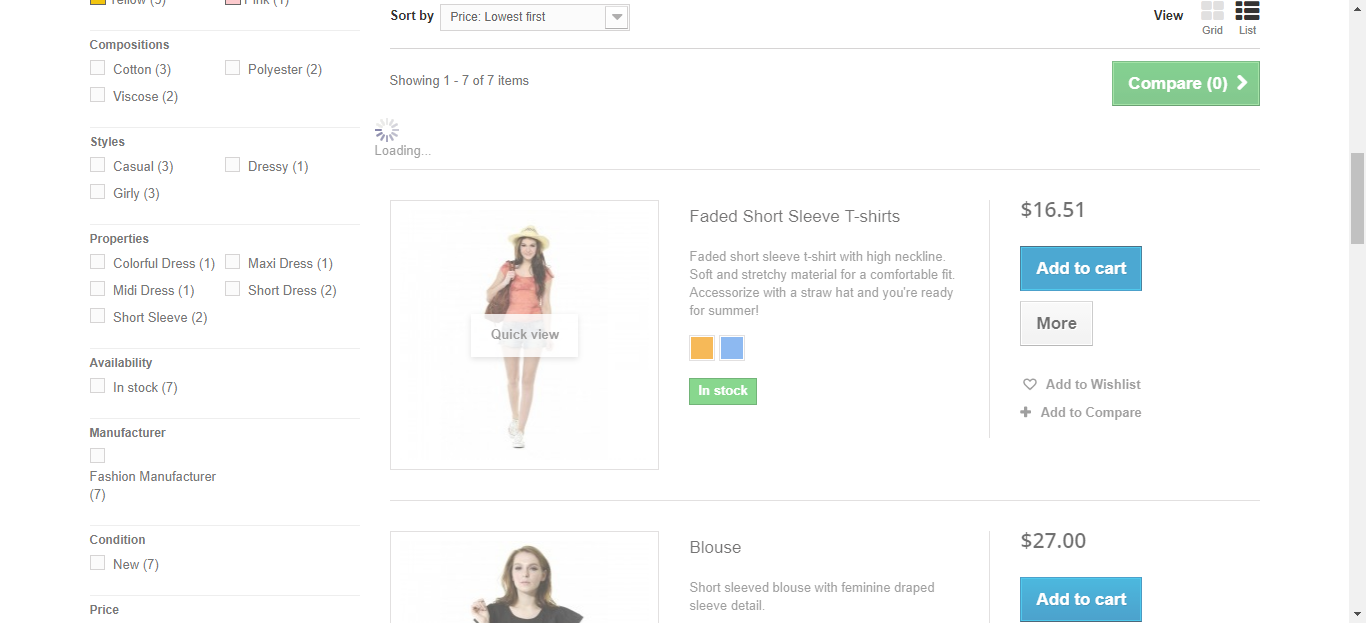 Yellow (3)
Pink (1)
Compositions
Cotton (3)
Polyester (2)
Viscose (2)
Styles
Casual (3)
Dressy (1)
Girly (3)
Properties
Colorful Dress (1)
Maxi Dress (1)
Midi Dress (1)
Short Dress (2)
Short Sleeve (2)
Availability
In stock (7)
Manufacturer
Fashion Manufacturer
(7)
Condition
New (7)
Price
Sort by
Price: Lowest first
View
Grid
List
Showing 1 - 7 of 7 items
Compare (0)
Loading...
Quick view
Faded Short Sleeve T-shirts
Faded short sleeve t-shirt with high neckline.
Soft and stretchy material for a comfortable fit.
Accessorize with a straw hat and you're ready
for summer!
In stock
$16.51
Add to cart
More
Add to Wishlist
Add to Compare
Blouse
Short sleeved blouse with feminine draped
sleeve detail.
$27.00
Add to cart